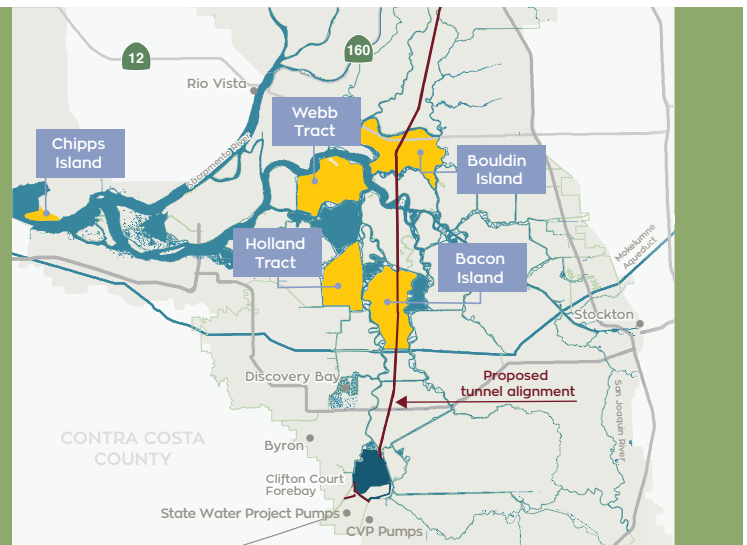 12
160
Rio Vista
Webb
Tract
Chipps
Island
Sacramento River
Bouldin
Island
Holland
Tract
Bacon
Island
Mokelumne
Aqueduct
Stockton
Discovery Bay
Proposed
tunnel alignment
San Joaquin River
CONTRA COSTA
COUNTY
Byron
Clifton Court
Forebay
State Water Project Pumps
CVP Pumps